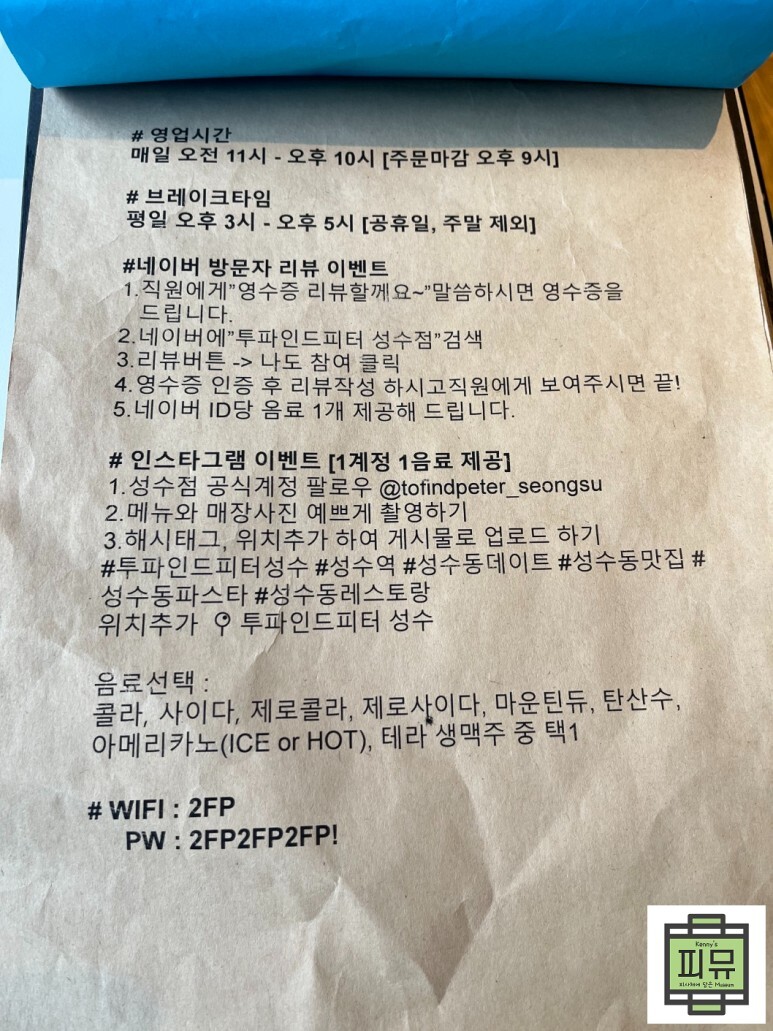 # 영업시간
매일 오전 11시 - 오후 10시 [주문마감 오후 9시]
# 브레이크타임
평일 오후 3시 - 오후 5시 [공휴일, 주말 제외]
#네이버 방문자 리뷰 이벤트
1.직원에게"영수증 리뷰할께요~"말씀하시면 영수증을
드립니다.
2.네이버에"투파인드피터 성수점"검색
3.리뷰버튼 -> 나도 참여 클릭
4.영수증 인증 후 리뷰작성 하시고직원에게 보여주시면 끝!
5.네이버 ID당 음료 1개 제공해 드립니다.
# 인스타그램 이벤트 [1계정 1음료 제공]
1.성수점 공식계정 팔로우 @tofindpeter_seongsu
2.메뉴와 매장사진 예쁘게 촬영하기
3.해시태그, 위치추가 하여 게시물로 업로드 하기
#투파인드피터성수 #성수역 #성수동데이트 #성수동맛집 #
성수동파스타 #성수동레스토랑
위치추가 투파인드피터 성수
음료선택 :
콜라, 사이다, 제로콜라, 제로사이다, 마운틴듀, 탄산수,
아메리카노(ICE or HOT), 테라 생맥주 중 택1
# WIFI : 2FP
PW : 2FP2FP2FP!
Kenny's
피뮤
피사체에 담은 Museum